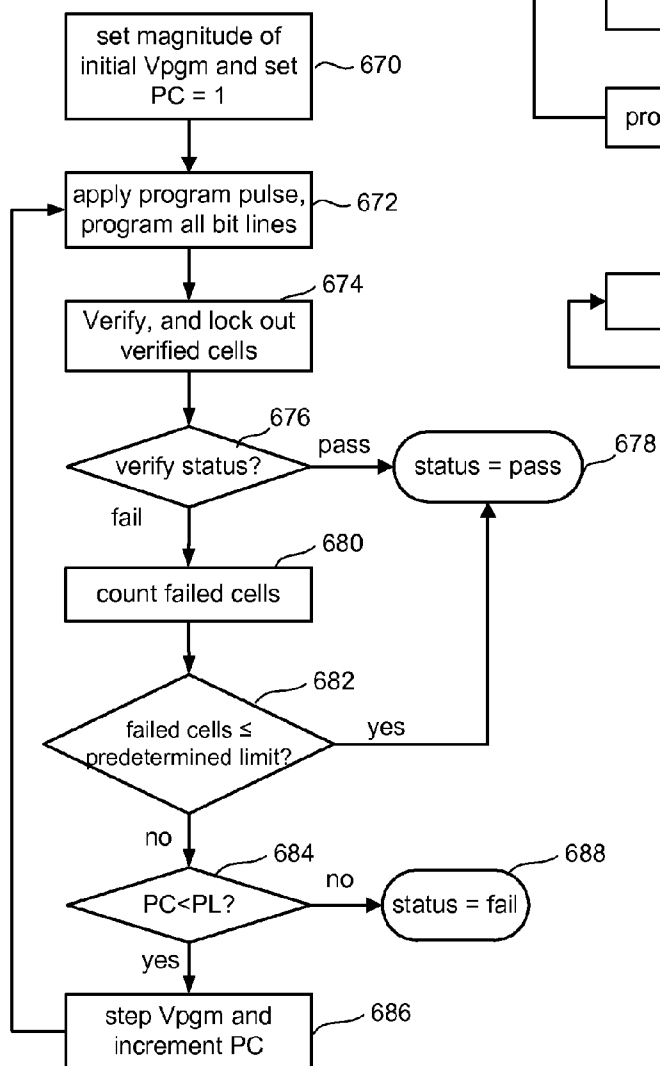 set magnitude of
initial Vpgm and set
PC = 1
670
pro
apply program pulse,
program all bit lines
672
674
Verify, and lock out
verified cells
676
verify status?
pass
status = pass
678
fail
680
count failed cells
682
failed cells ≤
predetermined limit?
yes
no
684
PC<PL?
no
688
status = fail
yes
step Vpgm and
increment PC
686